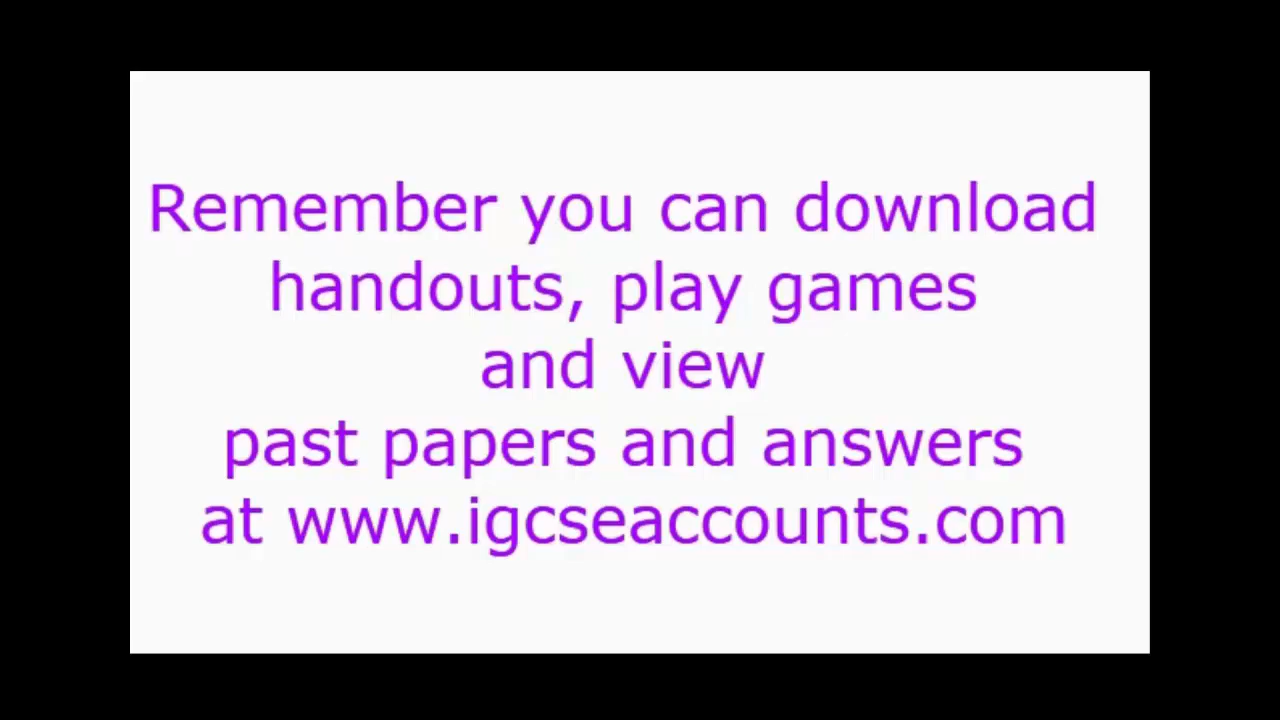 Remember you can download
handouts, play games
and view
past papers and answers
at www.igcseaccounts.com